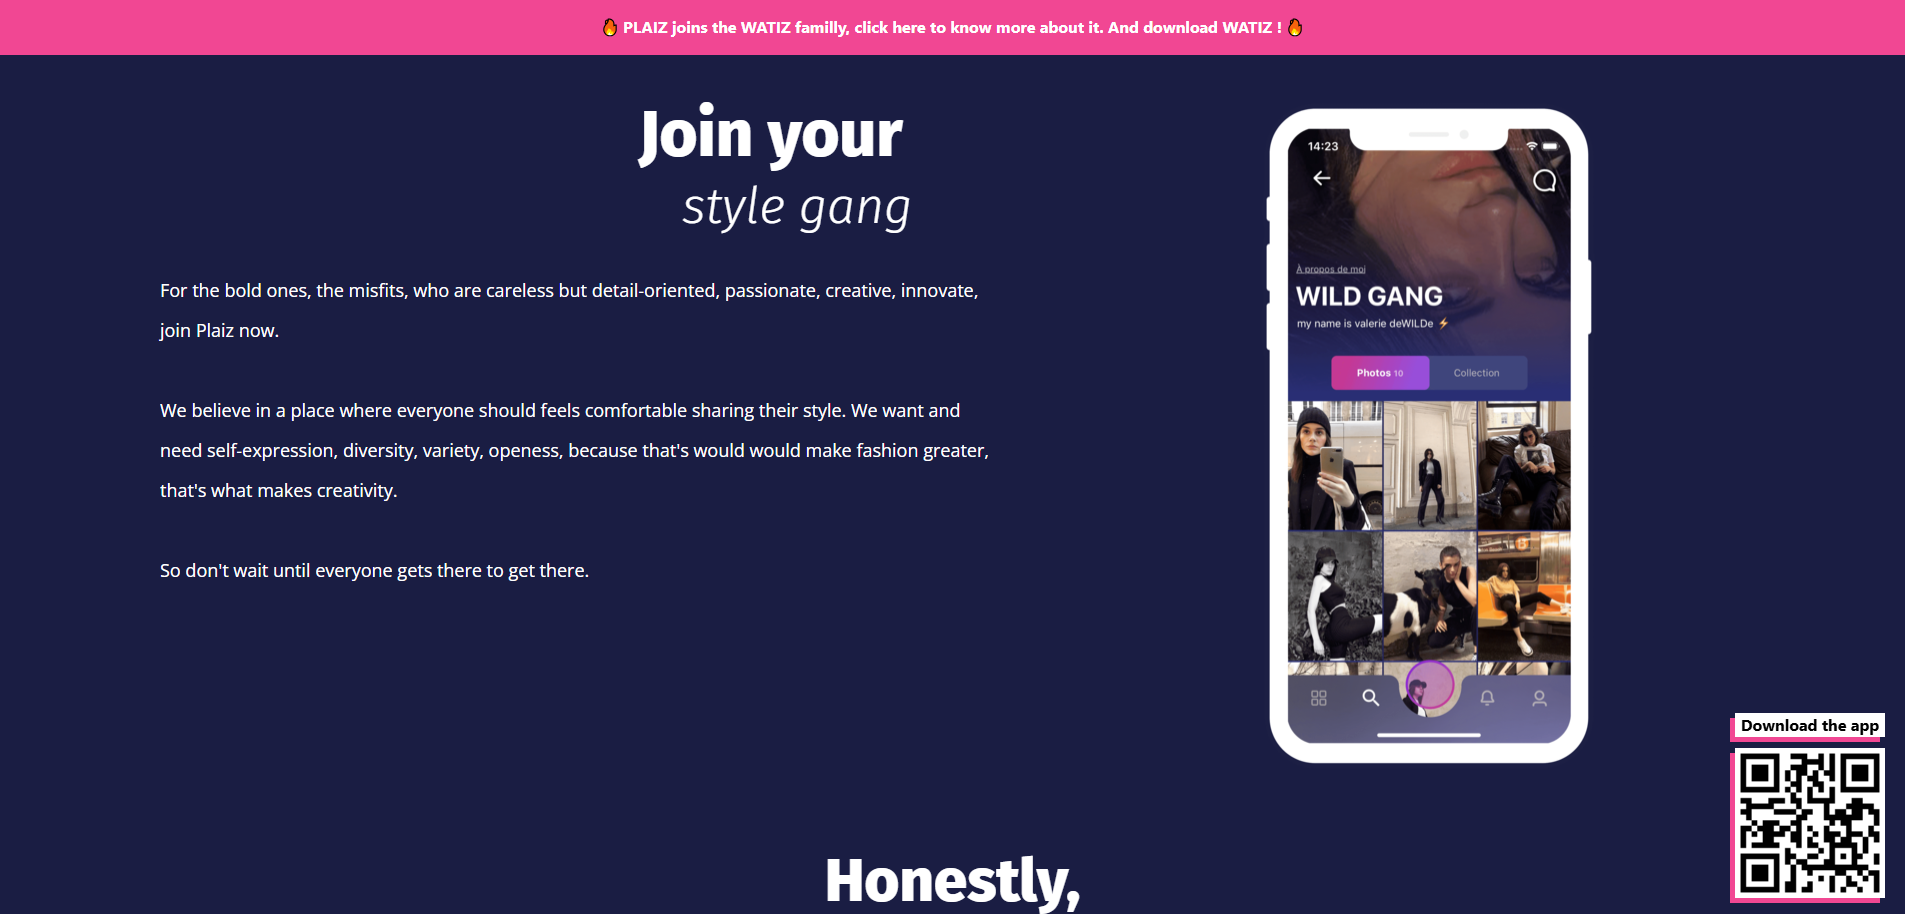 🔥 PLAIZ joins the WATIZ familly, click here to know more about it. And download WATIZ ! 🔥
Join your
style gang
For the bold ones, the misfits, who are careless but detail-oriented, passionate, creative, innovate,
join Plaiz now.
We believe in a place where everyone should feels comfortable sharing their style. We want and
need self-expression, diversity, variety, openess, because that's would would make fashion greater,
that's what makes creativity.
So don't wait until everyone gets there to get there.
14:23
À propos de moi
WILD GANG
my name is valerie deWILDe ⚡
Photos 10
Collection
Download the app
Honestly,